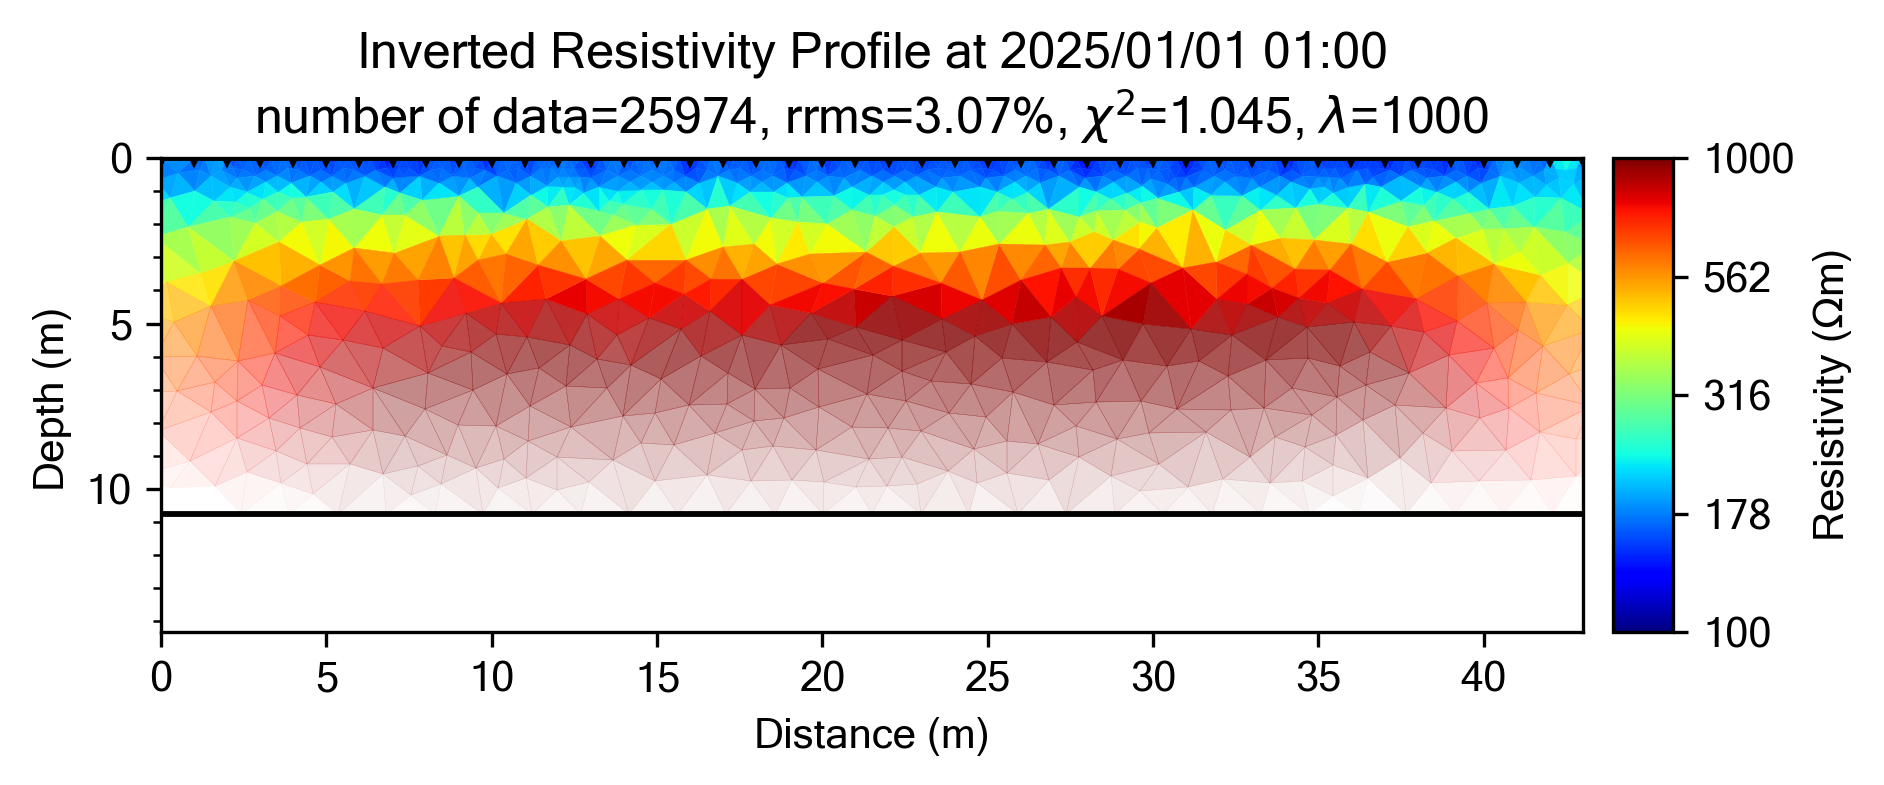 Inverted Resistivity Profile at 2025/01/01 01:00
number of data=25974, rrms=3.07%, χ²=1.045, λ=1000
0
5
10
Depth (m)
0 5 10 15 20 25 30 35 40
Distance (m)
1000
562
316
178
100
Resistivity (Ωm)